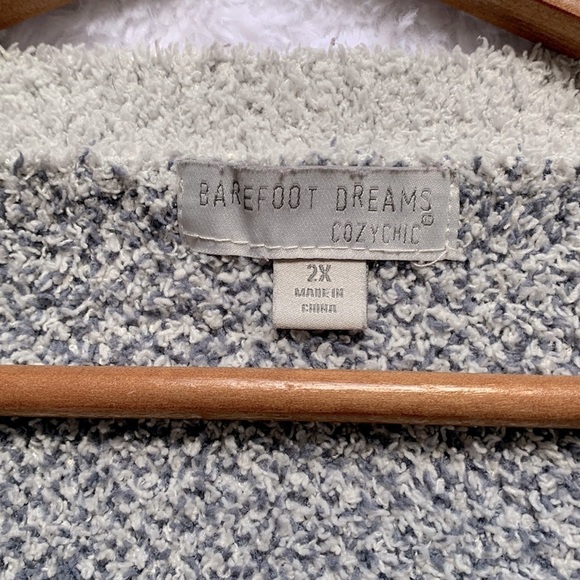 BAREFOOT DREAMS
COZYCHIC®
2X
MADE IN
CHINA